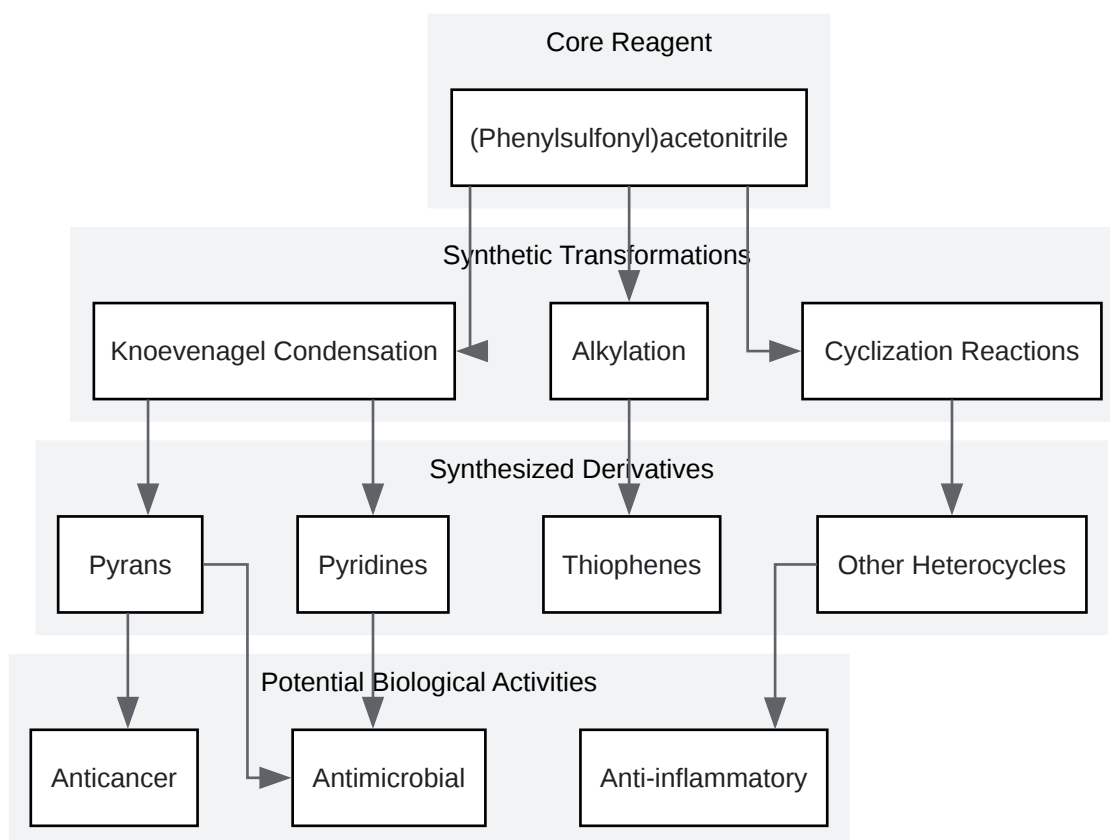 Core Reagent
(Phenylsulfonyl)acetonitrile
Synthetic Transformations
Knoevenagel Condensation
Alkylation
Cyclization Reactions
Synthesized Derivatives
Pyrans
Pyridines
Thiophenes
Other Heterocycles
Potential Biological Activities
Anticancer
Antimicrobial
Anti-inflammatory